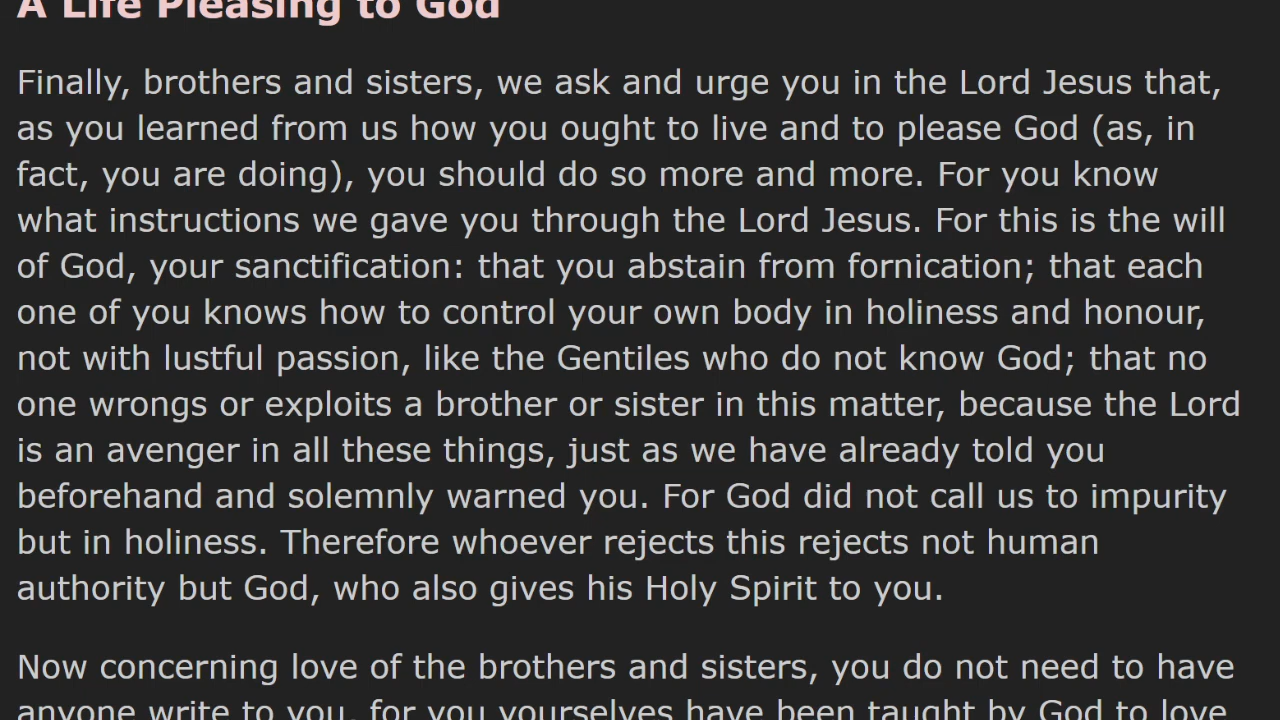 A Life Pleasing to God
Finally, brothers and sisters, we ask and urge you in the Lord Jesus that,
as you learned from us how you ought to live and to please God (as, in
fact, you are doing), you should do so more and more. For you know
what instructions we gave you through the Lord Jesus. For this is the will
of God, your sanctification: that you abstain from fornication; that each
one of you knows how to control your own body in holiness and honour,
not with lustful passion, like the Gentiles who do not know God; that no
one wrongs or exploits a brother or sister in this matter, because the Lord
is an avenger in all these things, just as we have already told you
beforehand and solemnly warned you. For God did not call us to impurity
but in holiness. Therefore whoever rejects this rejects not human
authority but God, who also gives his Holy Spirit to you.
Now concerning love of the brothers and sisters, you do not need to have
anyone write to you, for you yourselves have been taught by God to love